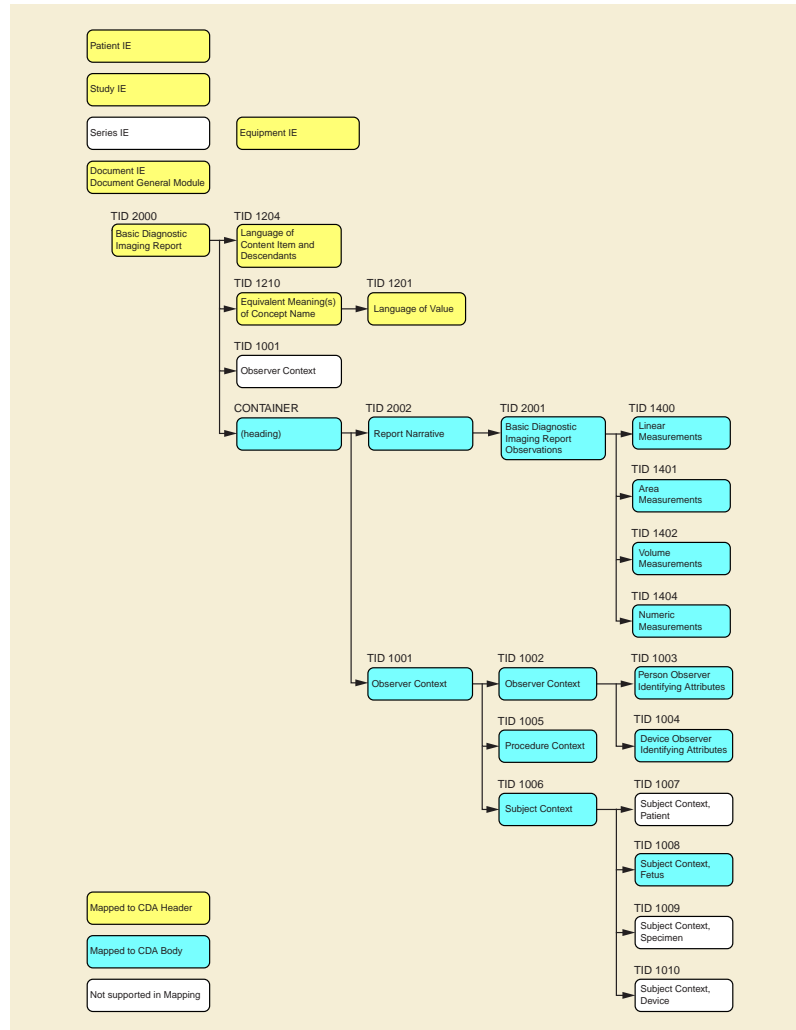 Patient IE
Study IE
Series IE
Equipment IE
Document IE
Document General Module
TID 2000
TID 1204
Basic Diagnostic
Imaging Report
Language of
Content Item and
Descendants
TID 1210
TID 1201
Equivalent Meaning(s)
of Concept Name
Language of Value
TID 1001
Observer Context
CONTAINER
TID 2002
TID 2001
TID 1400
(heading)
Report Narrative
Basic Diagnostic
Imaging Report
Observations
Linear
Measurements
TID 1401
Area
Measurements
TID 1402
Volume
Measurements
TID 1404
Numeric
Measurements
TID 1001
TID 1002
TID 1003
Observer Context
Observer Context
Person Observer
Identifying Attributes
TID 1005
TID 1004
Procedure Context
Device Observer
Identifying Attributes
TID 1006
TID 1007
Subject Context
Subject Context,
Patient
TID 1008
Subject Context,
Fetus
TID 1009
Subject Context,
Specimen
TID 1010
Subject Context,
Device
Mapped to CDA Header
Mapped to CDA Body
Not supported in Mapping